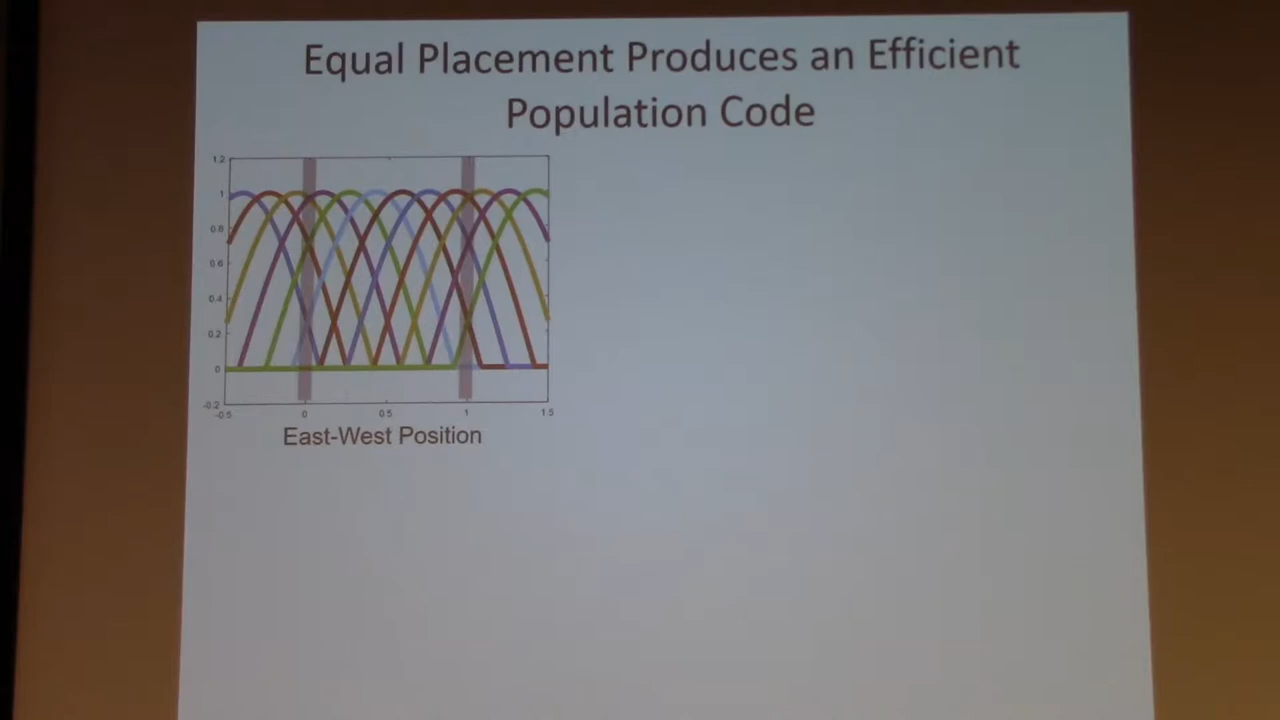 Equal Placement Produces an Efficient
Population Code
1.2
1
0.8
0.6
0.4
0.2
0
-0.2
-0.5 0 0.5 1 1.5
East-West Position